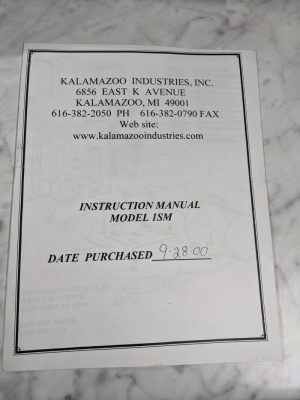 KALAMAZOO INDUSTRIES, INC.
6856 EAST K AVENUE
KALAMAZOO, MI 49001
616-382-2050 PH 616-382-0790 FAX
Web site:
www.kalamazooindustries.com
INSTRUCTION MANUAL
MODEL 1SM
DATE PURCHASED 9-28-00